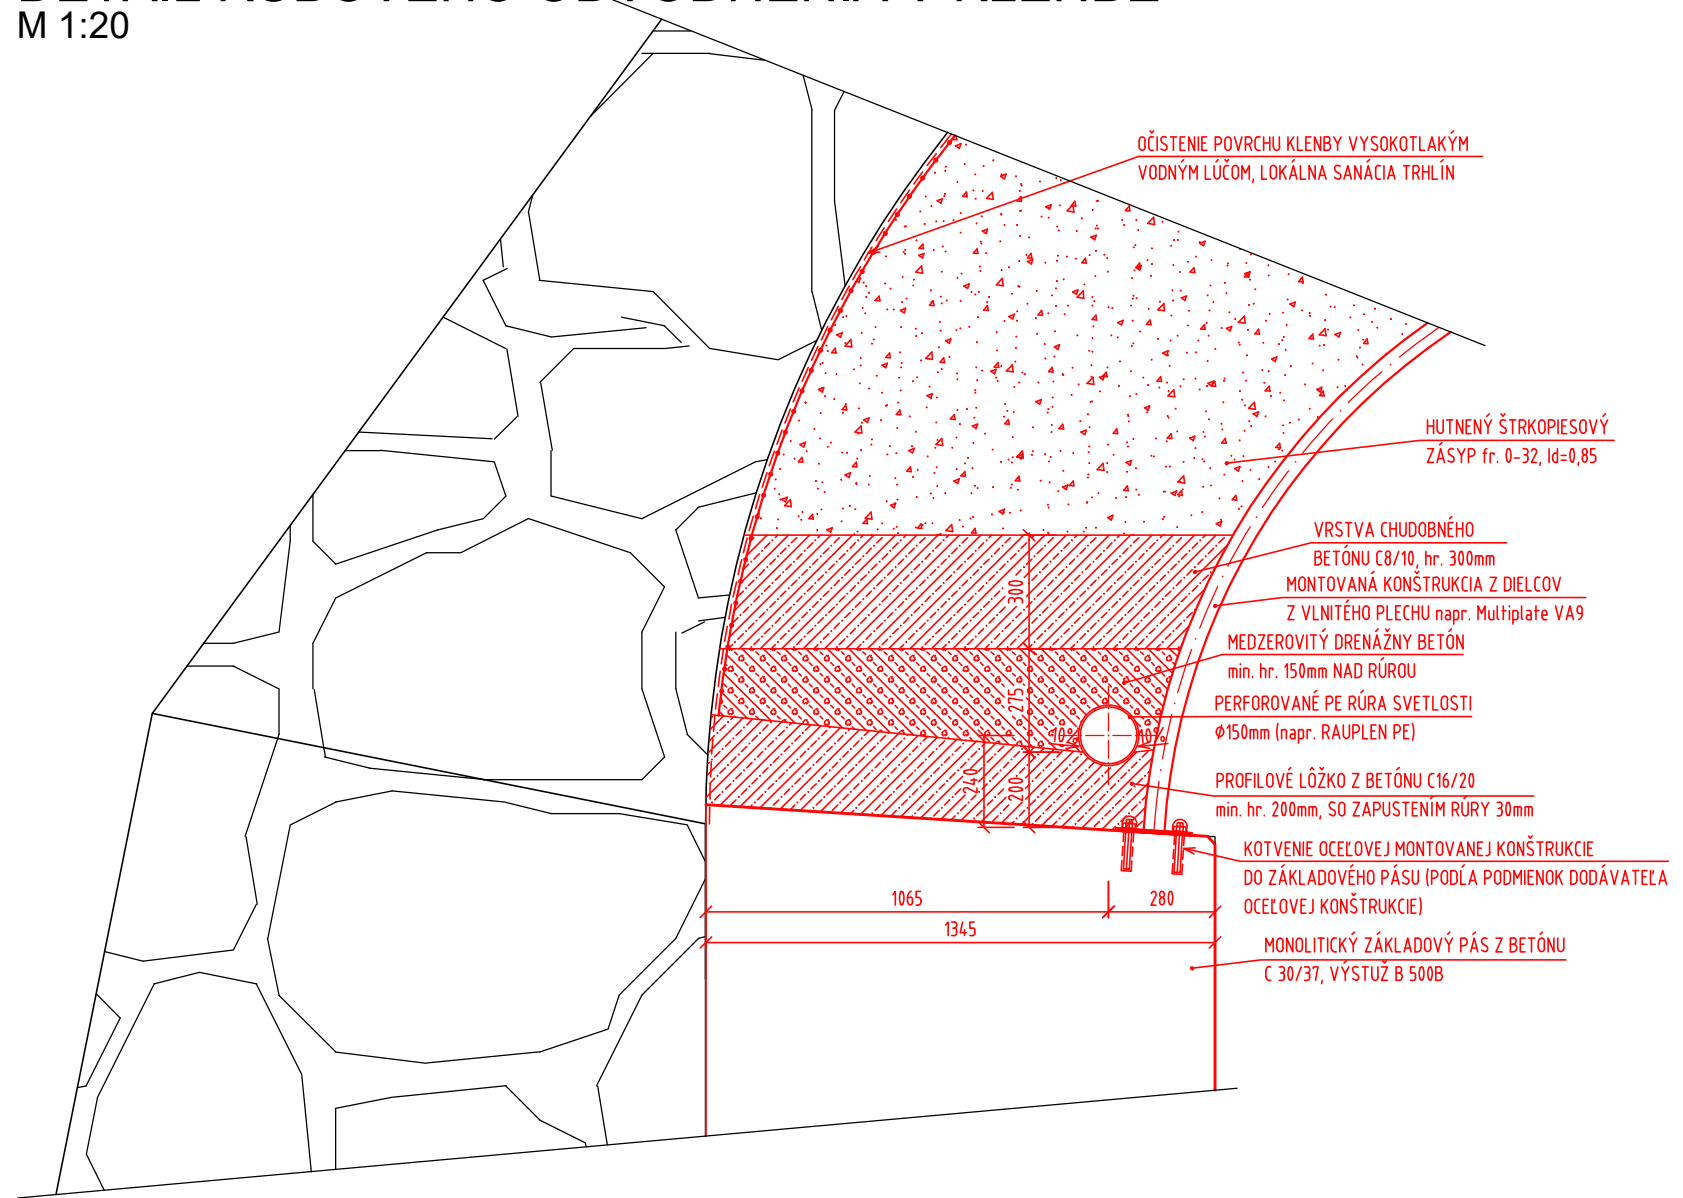 M 1:20
OČISTENIE POVRCHU KLENBY VYSOKOTLAKÝM
VODNÝM LÚČOM, LOKÁLNA SANÁCIA TRHLÍN
HUTNENÝ ŠTRKOPIESOVÝ
ZÁSYP fr. 0-32, Id=0,85
VRSTVA CHUDOBNÉHO
BETÓNU C8/10, hr. 300mm
MONTOVANÁ KONŠTRUKCIA Z DIELCOV
Z VLNITÉHO PLECHU napr. Multiplate VA9
MEDZEROVITÝ DRENÁŽNY BETÓN
min. hr. 150mm NAD RÚROU
PERFOROVANÉ PE RÚRA SVETLOSTI
Φ150mm (napr. RAUPLEN PE)
PROFILOVÉ LÔŽKO Z BETÓNU C16/20
min. hr. 200mm, SO ZAPUSTENÍM RÚRY 30mm
KOTVENIE OCEĽOVEJ MONTOVANEJ KONŠTRUKCIE
DO ZÁKLADOVÉHO PÁSU (PODĹA PODMIENOK DODÁVATEĽA
OCEĽOVEJ KONŠTRUKCIE)
MONOLITICKÝ ZÁKLADOVÝ PÁS Z BETÓNU
C 30/37, VÝSTUŽ B 500B
300
275
10%
10%
240
200
1065
280
1345